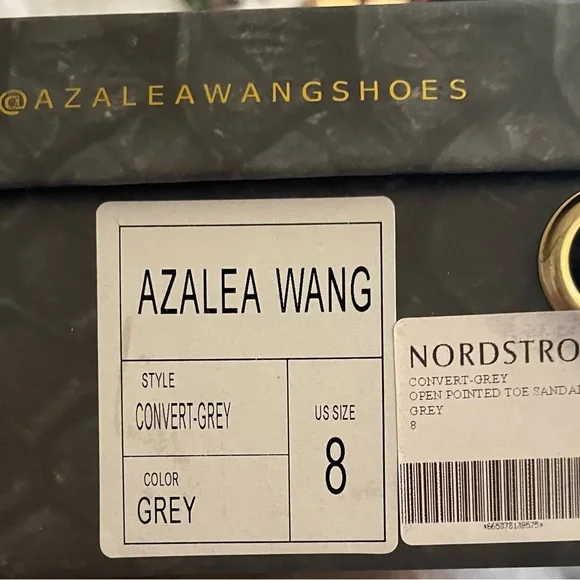 @AZALEAWANGSHOES
AZALEA WANG
STYLE
CONVERT-GREY
COLOR
GREY
US SIZE
8
NORDSTRO
CONVERT-GREY
OPEN POINTED TOE SANDAL
GREY
8